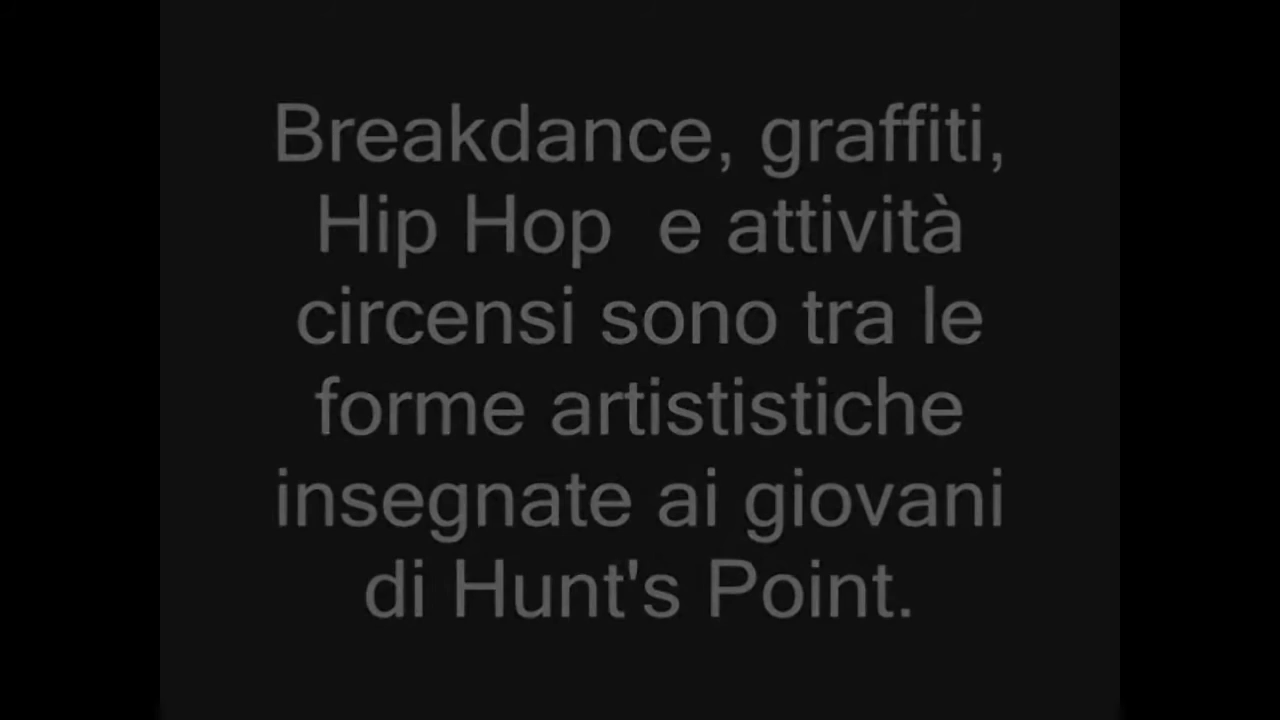 Breakdance, graffiti,
Hip Hop  e attività
circensi sono tra le
forme artististiche
insegnate ai giovani
di Hunt's Point.